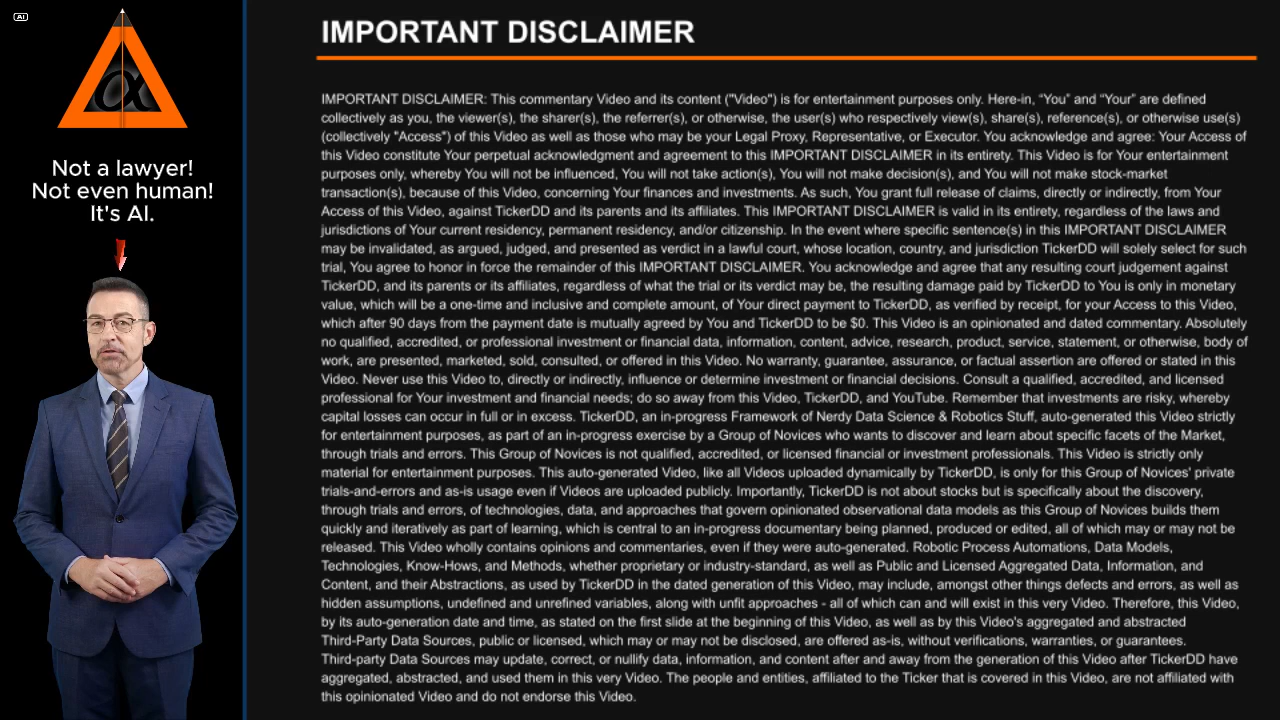 AI
α
Not a lawyer!
Not even human!
It's AI.
IMPORTANT DISCLAIMER
IMPORTANT DISCLAIMER: This commentary Video and its content ("Video") is for entertainment purposes only. Here-in, “You” and “Your” are defined
collectively as you, the viewer(s), the sharer(s), the referrer(s), or otherwise, the user(s) who respectively view(s), share(s), reference(s), or otherwise use(s)
(collectively "Access") of this Video as well as those who may be your Legal Proxy, Representative, or Executor. You acknowledge and agree: Your Access of
this Video constitute Your perpetual acknowledgment and agreement to this IMPORTANT DISCLAIMER in its entirety. This Video is for Your entertainment
purposes only, whereby You will not be influenced, You will not take action(s), You will not make decision(s), and You will not make stock-market
transaction(s), because of this Video, concerning Your finances and investments. As such, You grant full release of claims, directly or indirectly, from Your
Access of this Video, against TickerDD and its parents and its affiliates. This IMPORTANT DISCLAIMER is valid in its entirety, regardless of the laws and
jurisdictions of Your current residency, permanent residency, and/or citizenship. In the event where specific sentence(s) in this IMPORTANT DISCLAIMER
may be invalidated, as argued, judged, and presented as verdict in a lawful court, whose location, country, and jurisdiction TickerDD will solely select for such
trial, You agree to honor in force the remainder of this IMPORTANT DISCLAIMER. You acknowledge and agree that any resulting court judgement against
TickerDD, and its parents or its affiliates, regardless of what the trial or its verdict may be, the resulting damage paid by TickerDD to You is only in monetary
value, which will be a one-time and inclusive and complete amount, of Your direct payment to TickerDD, as verified by receipt, for your Access to this Video,
which after 90 days from the payment date is mutually agreed by You and TickerDD to be $0. This Video is an opinionated and dated commentary. Absolutely
no qualified, accredited, or professional investment or financial data, information, content, advice, research, product, service, statement, or otherwise, body of
work, are presented, marketed, sold, consulted, or offered in this Video. No warranty, guarantee, assurance, or factual assertion are offered or stated in this
Video. Never use this Video to, directly or indirectly, influence or determine investment or financial decisions. Consult a qualified, accredited, and licensed
professional for Your investment and financial needs; do so away from this Video, TickerDD, and YouTube. Remember that investments are risky, whereby
capital losses can occur in full or in excess. TickerDD, an in-progress Framework of Nerdy Data Science & Robotics Stuff, auto-generated this Video strictly
for entertainment purposes, as part of an in-progress exercise by a Group of Novices who wants to discover and learn about specific facets of the Market,
through trials and errors. This Group of Novices is not qualified, accredited, or licensed financial or investment professionals. This Video is strictly only
material for entertainment purposes. This auto-generated Video, like all Videos uploaded dynamically by TickerDD, is only for this Group of Novices' private
trials-and-errors and as-is usage even if Videos are uploaded publicly. Importantly, TickerDD is not about stocks but is specifically about the discovery,
through trials and errors, of technologies, data, and approaches that govern opinionated observational data models as this Group of Novices builds them
quickly and iteratively as part of learning, which is central to an in-progress documentary being planned, produced or edited, all of which may or may not be
released. This Video wholly contains opinions and commentaries, even if they were auto-generated. Robotic Process Automations, Data Models,
Technologies, Know-Hows, and Methods, whether proprietary or industry-standard, as well as Public and Licensed Aggregated Data, Information, and
Content, and their Abstractions, as used by TickerDD in the dated generation of this Video, may include, amongst other things defects and errors, as well as
hidden assumptions, undefined and unrefined variables, along with unfit approaches - all of which can and will exist in this very Video. Therefore, this Video,
by its auto-generation date and time, as stated on the first slide at the beginning of this Video, as well as by this Video's aggregated and abstracted
Third-Party Data Sources, public or licensed, which may or may not be disclosed, are offered as-is, without verifications, warranties, or guarantees.
Third-party Data Sources may update, correct, or nullify data, information, and content after and away from the generation of this Video after TickerDD have
aggregated, abstracted, and used them in this very Video. The people and entities, affiliated to the Ticker that is covered in this Video, are not affiliated with
this opinionated Video and do not endorse this Video.